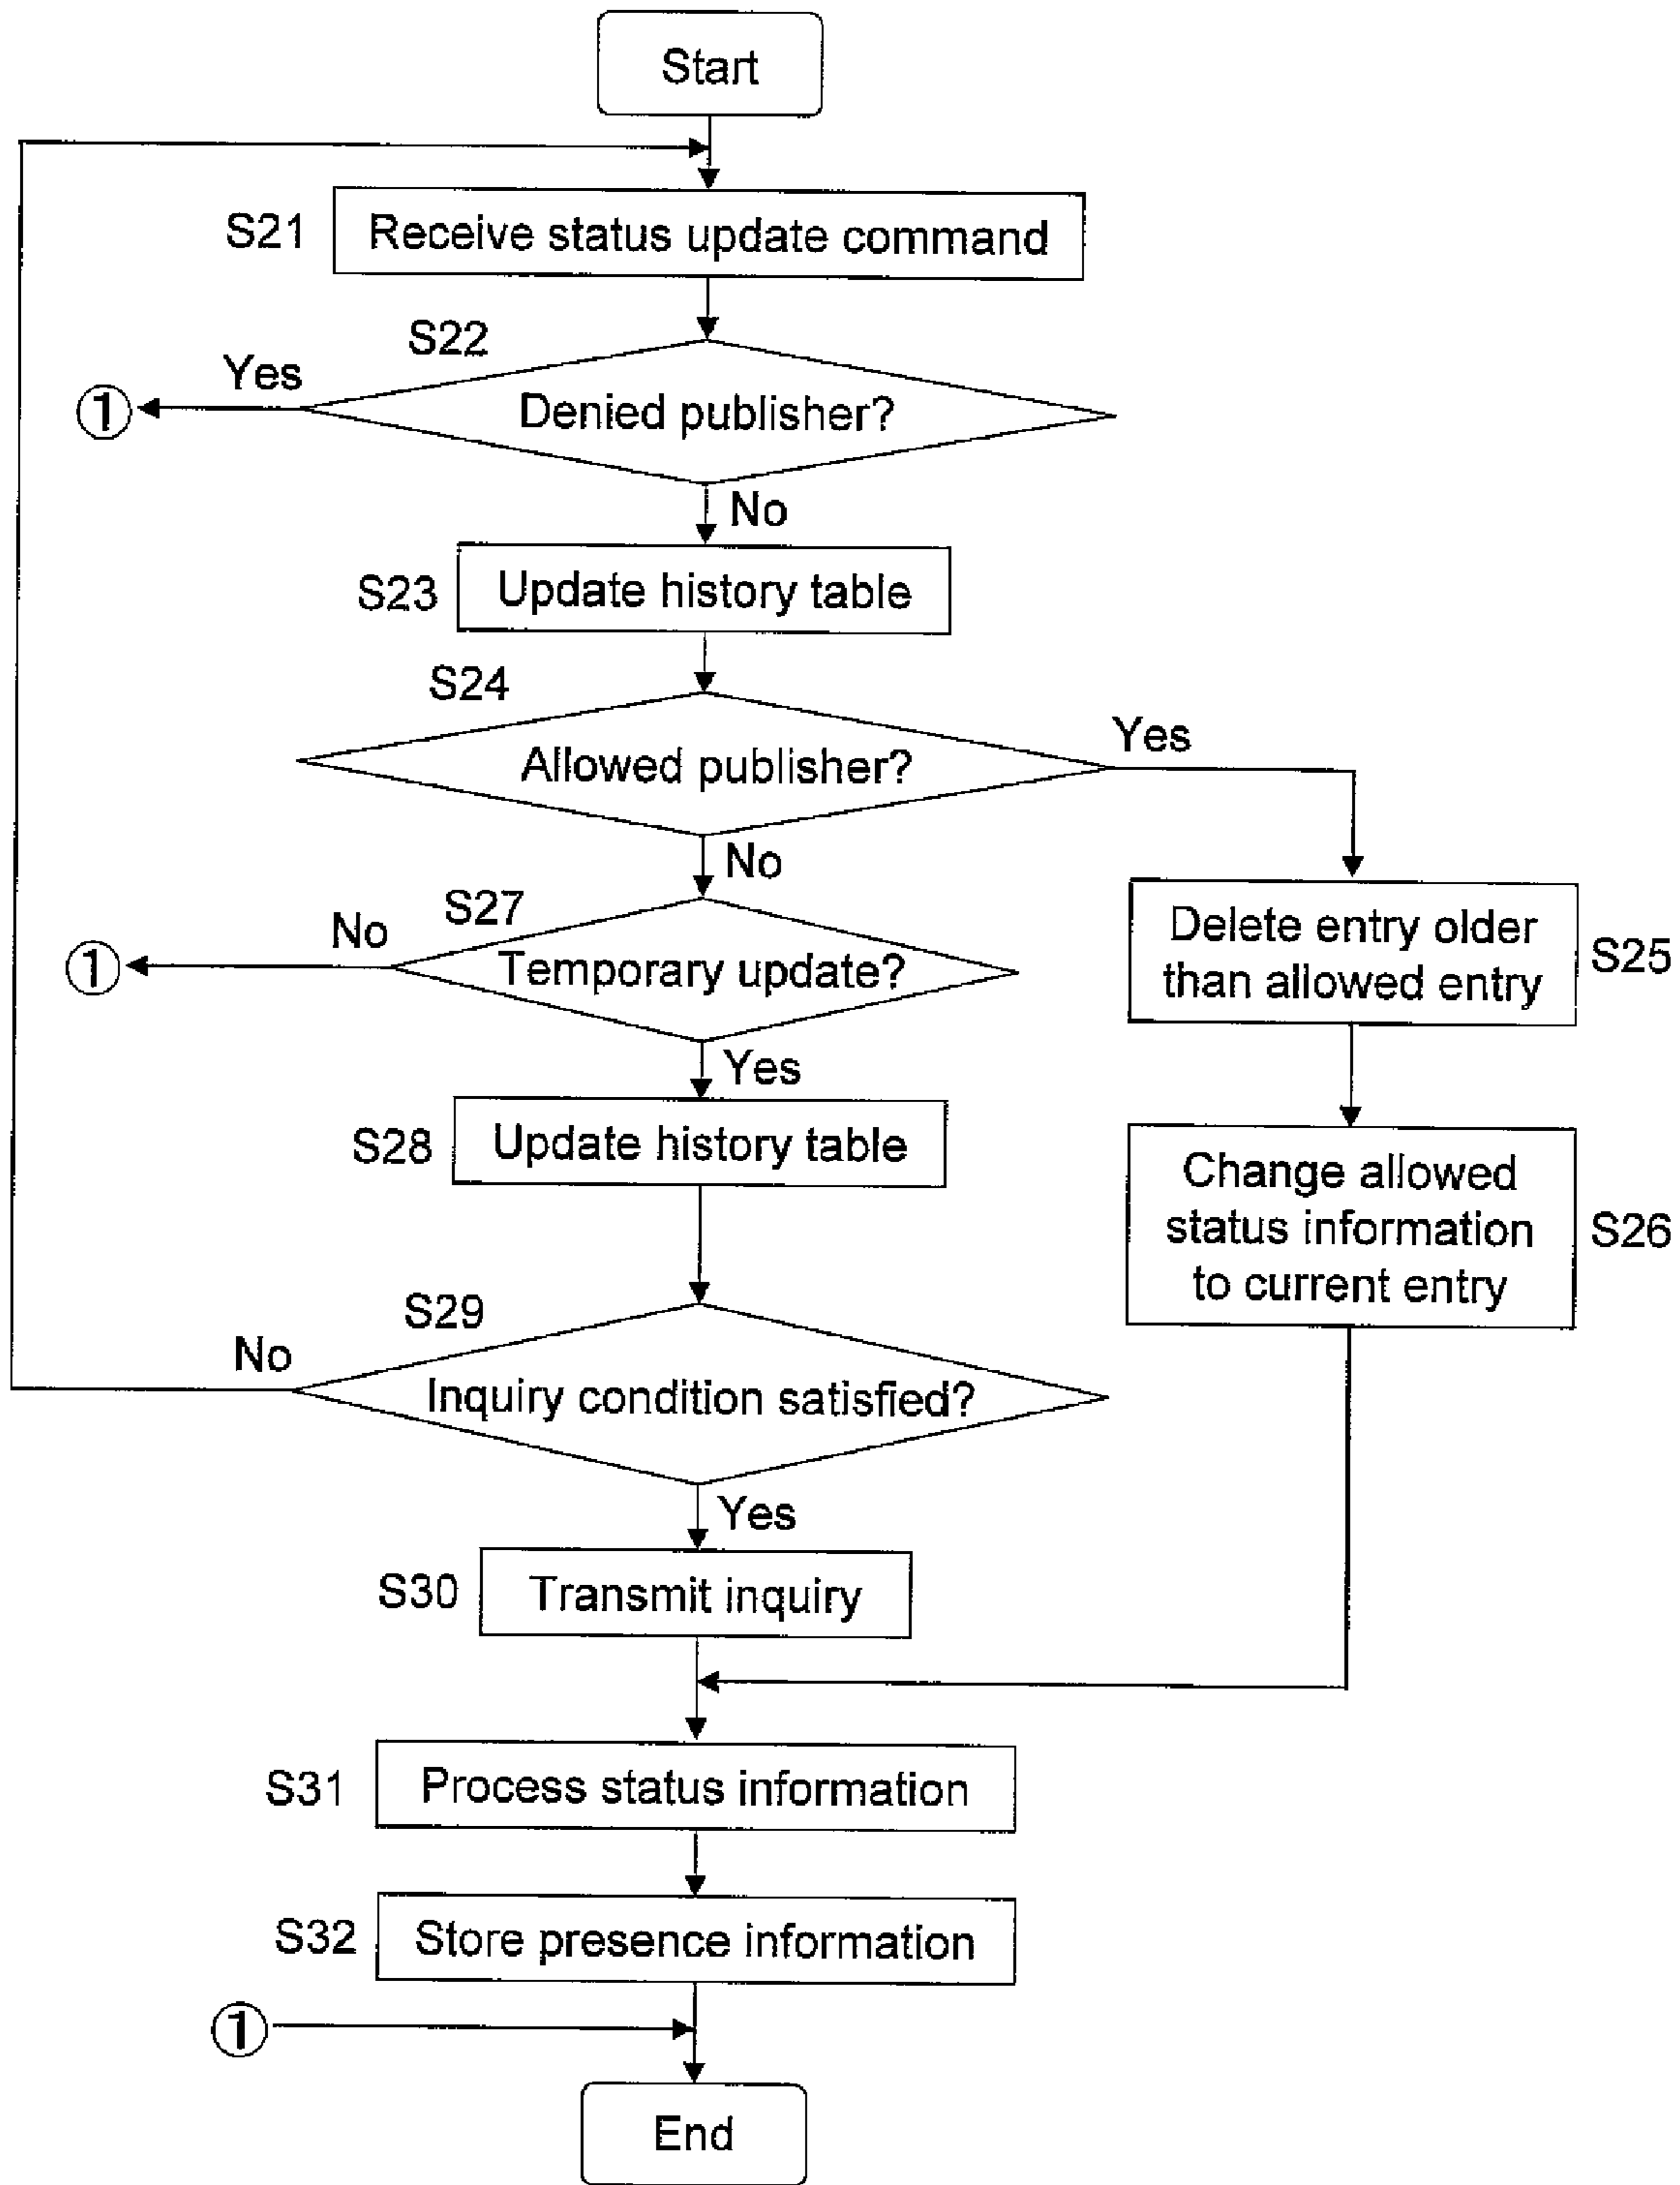 Start
S21
Receive status update command
S22
Yes
①
Denied publisher?
No
S23
Update history table
S24
Yes
Allowed publisher?
No
S27
No
①
Temporary update?
Delete entry older
than allowed entry
S25
Yes
S28
Update history table
Change allowed
status information
to current entry
S26
S29
No
Inquiry condition satisfied?
Yes
S30
Transmit inquiry
S31
Process status information
S32
Store presence information
①
End